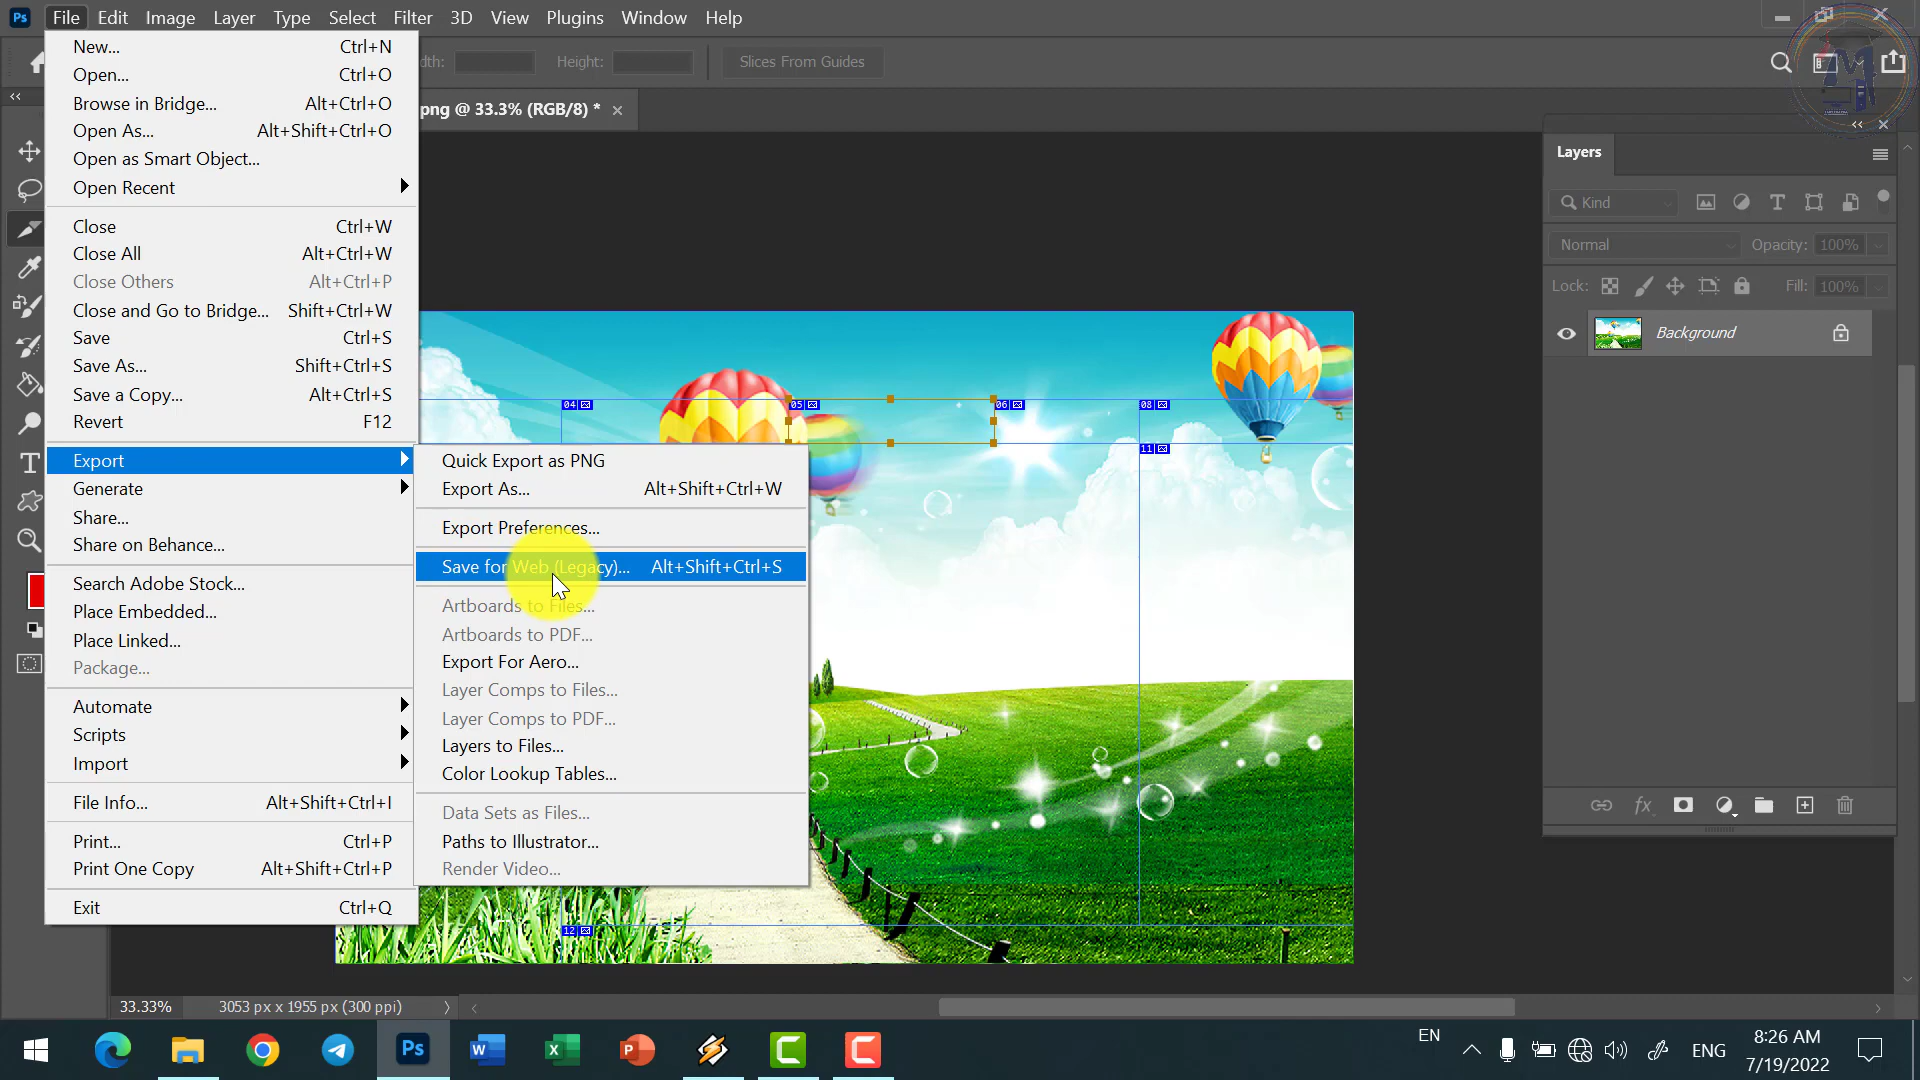 Ps File Edit Image Layer Type Select Filter 3D View Plugins Window Help
dth: Height: Slices From Guides
png @ 33.3% (RGB/8) *
New... Ctrl+N
Open... Ctrl+O
Browse in Bridge... Alt+Ctrl+O
Open As... Alt+Shift+Ctrl+O
Open as Smart Object...
Open Recent
Close Ctrl+W
Close All Alt+Ctrl+W
Close Others Alt+Ctrl+P
Close and Go to Bridge... Shift+Ctrl+W
Save Ctrl+S
Save As... Shift+Ctrl+S
Save a Copy... Alt+Ctrl+S
Revert F12
Export
Generate
Share...
Share on Behance...
Search Adobe Stock...
Place Embedded...
Place Linked...
Package...
Automate
Scripts
Import
File Info... Alt+Shift+Ctrl+I
Print... Ctrl+P
Print One Copy Alt+Shift+Ctrl+P
Exit Ctrl+Q
Quick Export as PNG
Export As... Alt+Shift+Ctrl+W
Export Preferences...
Save for Web (Legacy)... Alt+Shift+Ctrl+S
Artboards to Files...
Artboards to PDF...
Export For Aero...
Layer Comps to Files...
Layer Comps to PDF...
Layers to Files...
Color Lookup Tables...
Data Sets as Files...
Paths to Illustrator...
Render Video...
04 05 06 08
11
12
Layers
Kind
Normal Opacity: 100%
Lock: Fill: 100%
Background
fx
33.33% 3053 px x 1955 px (300 ppi)
EN
ENG
8:26 AM
7/19/2022